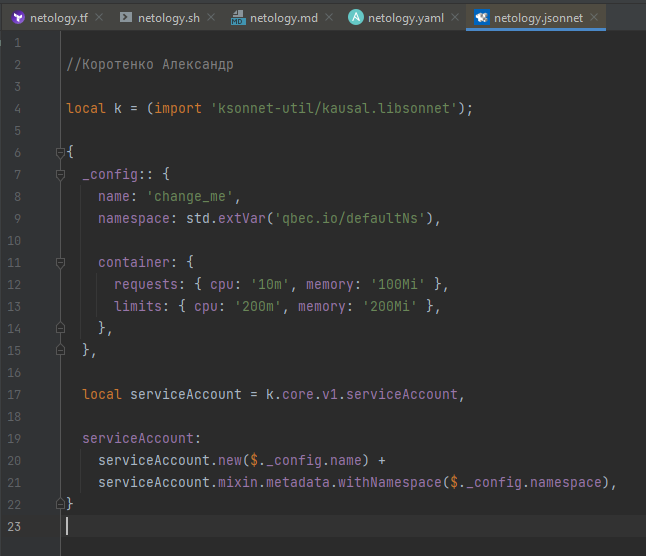 netology.tf netology.sh netology.md netology.yaml netology.jsonnet
1
2 //Коротенко Александр
3
4 local k = (import 'ksonnet-util/kausal.libsonnet');
5
6 {
7   _config:: {
8     name: 'change_me',
9     namespace: std.extVar('qbec.io/defaultNs'),
10
11     container: {
12       requests: { cpu: '10m', memory: '100Mi' },
13       limits: { cpu: '200m', memory: '200Mi' },
14     },
15   },
16
17   local serviceAccount = k.core.v1.serviceAccount,
18
19   serviceAccount:
20     serviceAccount.new($._config.name) +
21     serviceAccount.mixin.metadata.withNamespace($._config.namespace),
22 }
23